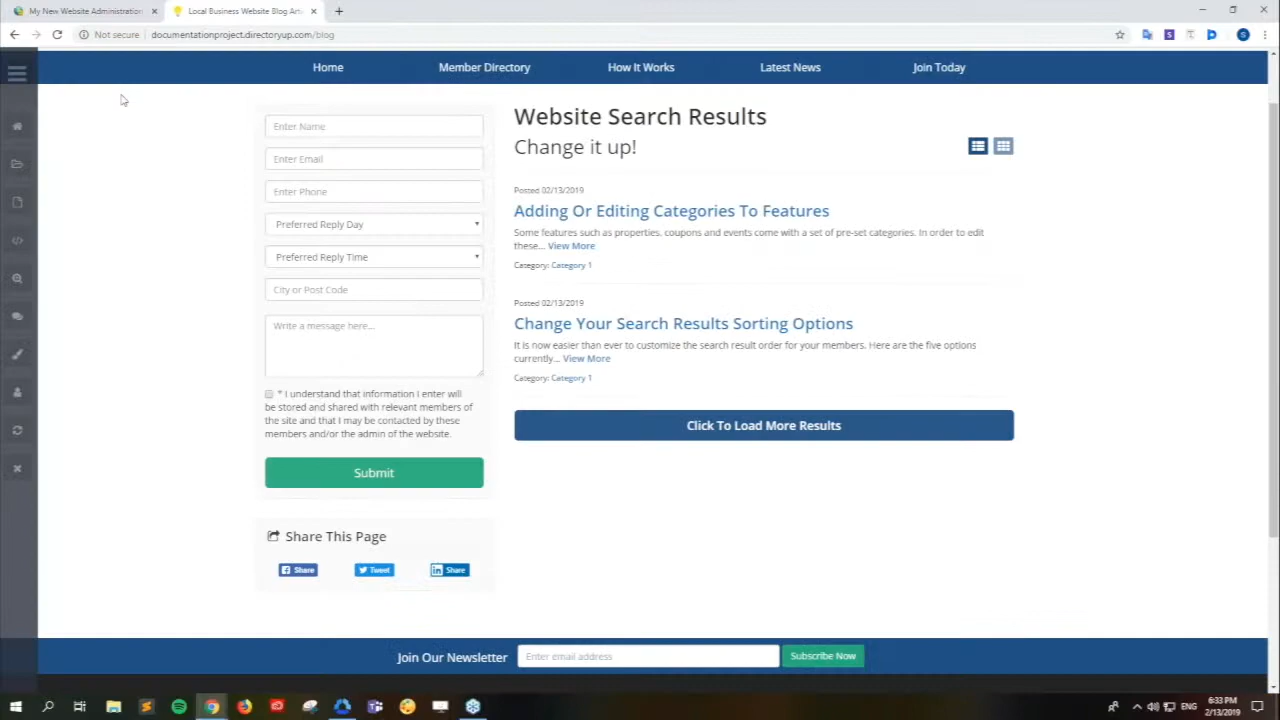 My New Website Administration
Local Business Website Blog Arti
Not secure
documentationproject.directoryup.com/blog
Home
Member Directory
How It Works
Latest News
Join Today
Enter Name
Enter Email
Enter Phone
Preferred Reply Day
Preferred Reply Time
City or Post Code
Write a message here...
* I understand that information I enter will
be stored and shared with relevant members of
the site and that I may be contacted by these
members and/or the admin of the website.
Submit
Share This Page
Share
Tweet
Share
Website Search Results
Change it up!
Posted 02/13/2019
Adding Or Editing Categories To Features
Some features such as properties, coupons and events come with a set of pre-set categories. In order to edit
these... View More
Category: Category 1
Posted 02/13/2019
Change Your Search Results Sorting Options
It is now easier than ever to customize the search result order for your members. Here are the five options
currently... View More
Category: Category 1
Click To Load More Results
Join Our Newsletter
Enter email address
Subscribe Now
ENG
6:33 PM
2/13/2019